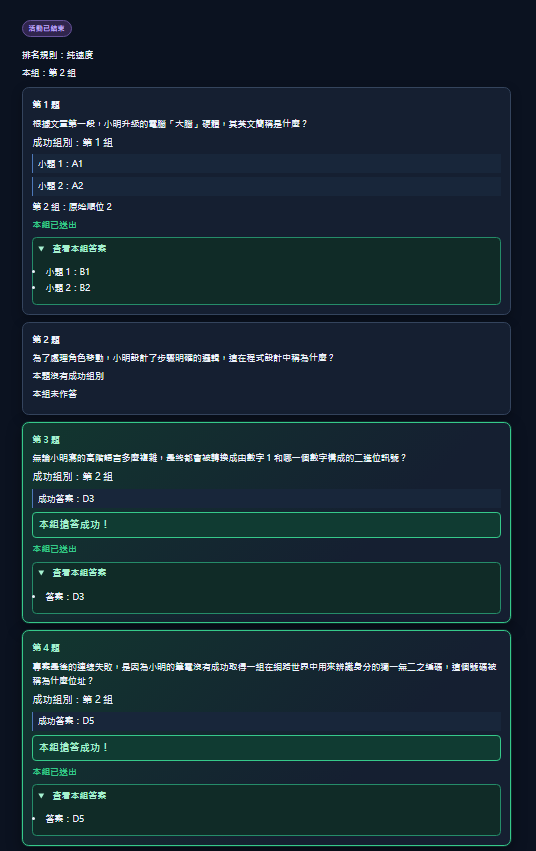 活動已結束
排名規則：純速度
本組：第 2 組
第 1 題
根據文章第一段，小明升級的電腦「大腦」硬體，其英文簡稱是什麼？
成功組別：第 1 組
小題 1：A1
小題 2：A2
第 2 組：原始順位 2
本組已送出
▼ 查看本組答案
• 小題 1：B1
• 小題 2：B2
第 2 題
為了處理角色移動，小明設計了步驟明確的邏輯，這在程式設計中稱為什麼？
本題沒有成功組別
本組未作答
第 3 題
無論小明寫的高階語言多麼複雜，最終都會被轉換成由數字 1 和哪一個數字構成的二進位訊號？
成功組別：第 2 組
成功答案：D3
本組搶答成功！
本組已送出
▼ 查看本組答案
• 答案：D3
第 4 題
專案最後的連線失敗，是因為小明的筆電沒有成功取得一組在網路世界中用來辨識身分的獨一無二之編碼，這個號碼被
稱為什麼位址？
成功組別：第 2 組
成功答案：D5
本組搶答成功！
本組已送出
▼ 查看本組答案
• 答案：D5